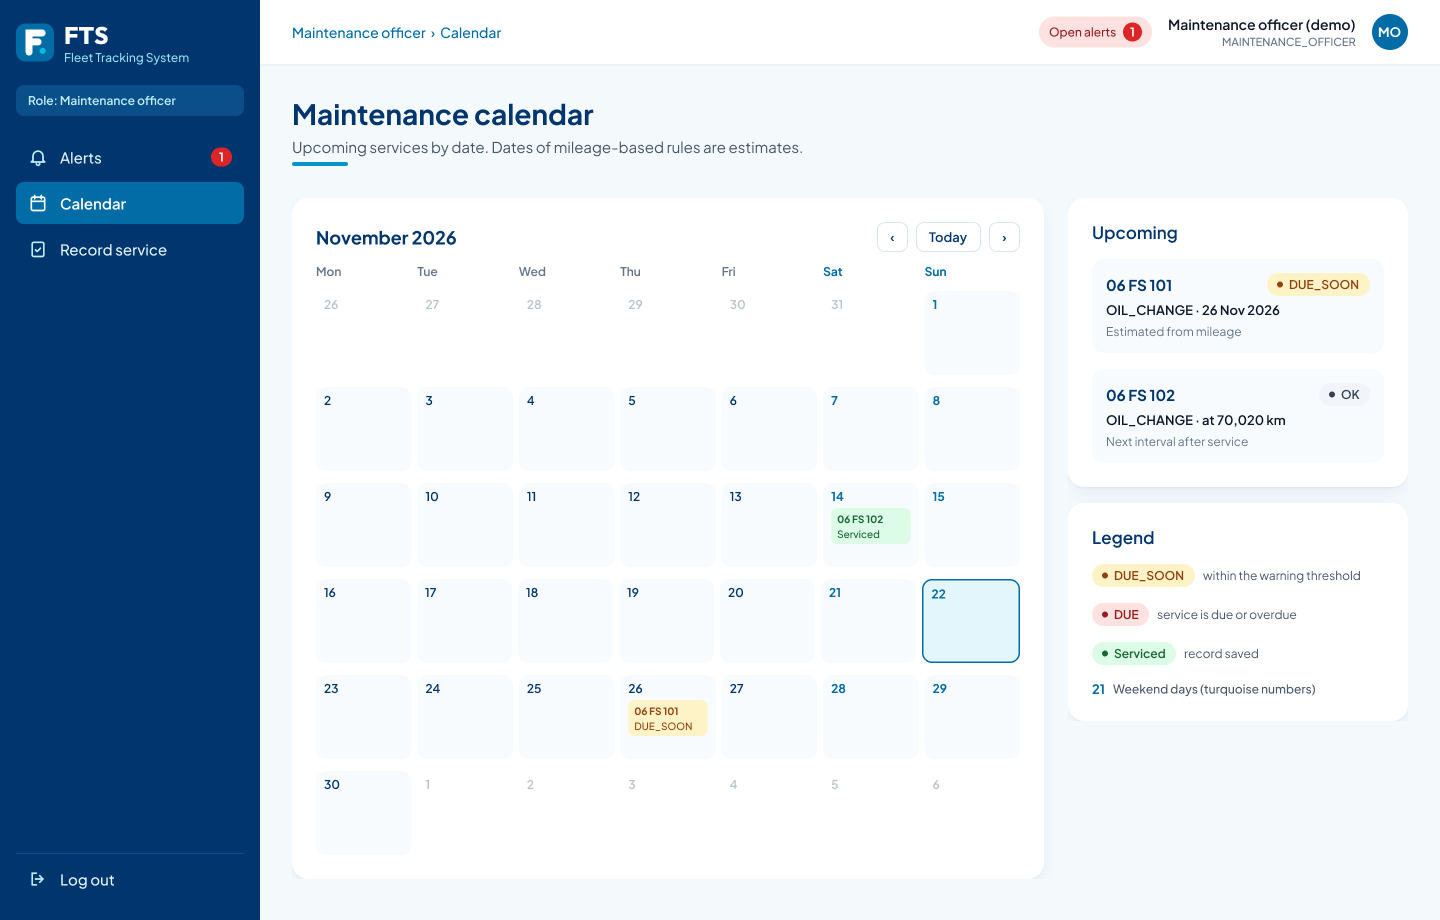 FTS
Fleet Tracking System
Role: Maintenance officer
Alerts 1
Calendar
Record service
Log out
Maintenance officer › Calendar
Open alerts 1
Maintenance officer (demo)
MAINTENANCE_OFFICER
MO
Maintenance calendar
Upcoming services by date. Dates of mileage-based rules are estimates.
November 2026
‹ Today ›
Mon Tue Wed Thu Fri Sat Sun
26 27 28 29 30 31 1
2 3 4 5 6 7 8
9 10 11 12 13 14 15
06 FS 102
Serviced
16 17 18 19 20 21 22
23 24 25 26 27 28 29
06 FS 101
DUE_SOON
30 1 2 3 4 5 6
Upcoming
06 FS 101 DUE_SOON
OIL_CHANGE · 26 Nov 2026
Estimated from mileage
06 FS 102 OK
OIL_CHANGE · at 70,020 km
Next interval after service
Legend
DUE_SOON within the warning threshold
DUE service is due or overdue
Serviced record saved
21 Weekend days (turquoise numbers)